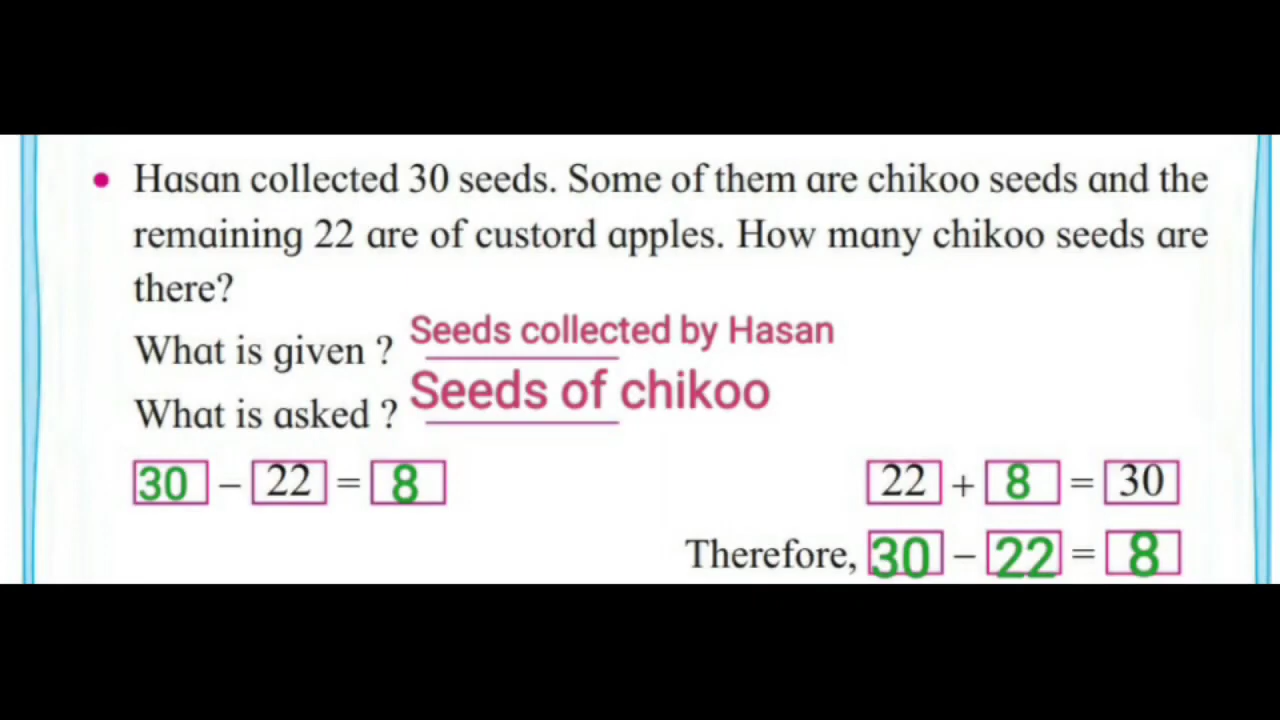 • Hasan collected 30 seeds. Some of them are chikoo seeds and the
remaining 22 are of custord apples. How many chikoo seeds are
there?
What is given ? Seeds collected by Hasan
What is asked ? Seeds of chikoo
30 – 22 = 8 22 + 8 = 30
Therefore, 30 – 22 = 8